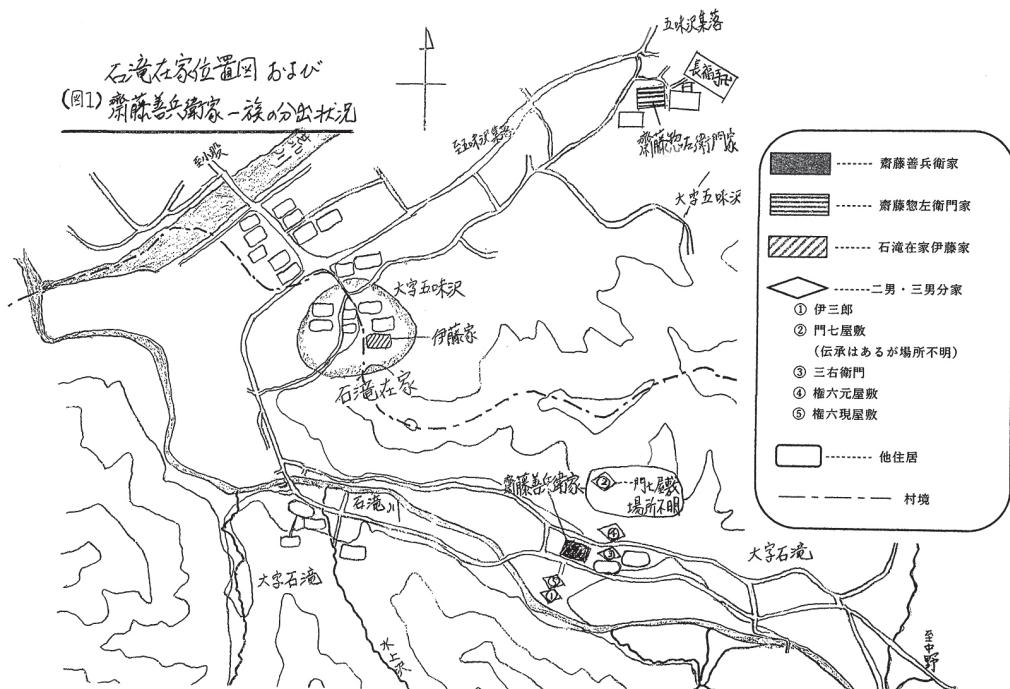 石滝在家位置図 および
(図1) 齋藤善兵衛家一族の分出状況
五味沢集落
長福寺
齋藤惣左衛門家
至五味沢集落
至小股
大字五味沢
大字五味沢
伊藤家
石滝在家
齋藤善兵衛家
②
門七屋敷
場所不明
石滝川
④
③
⑤
①
大字石滝
大字石滝
水上沢
至中野
齋藤善兵衛家
齋藤惣左衛門家
石滝在家伊藤家
二男・三男分家
① 伊三郎
② 門七屋敷
(伝承はあるが場所不明)
③ 三右衛門
④ 権六元屋敷
⑤ 権六現屋敷
他住居
村境